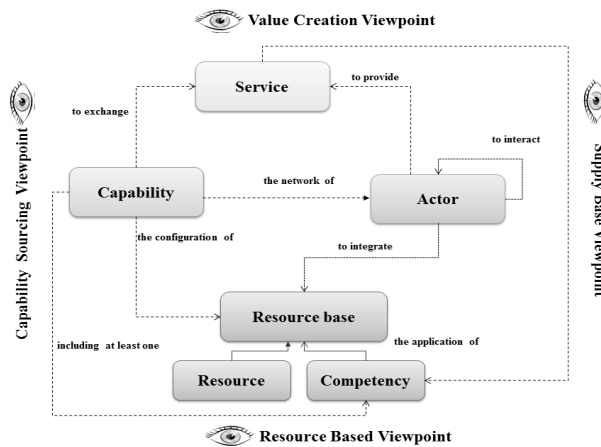 Value Creation Viewpoint
Service
to provide
to exchange
to interact
Capability Sourcing Viewpoint
Supply Base Viewpoint
Capability
the network of
Actor
the configuration of
to integrate
Resource base
including at least one
the application of
Resource
Competency
Resource Based Viewpoint